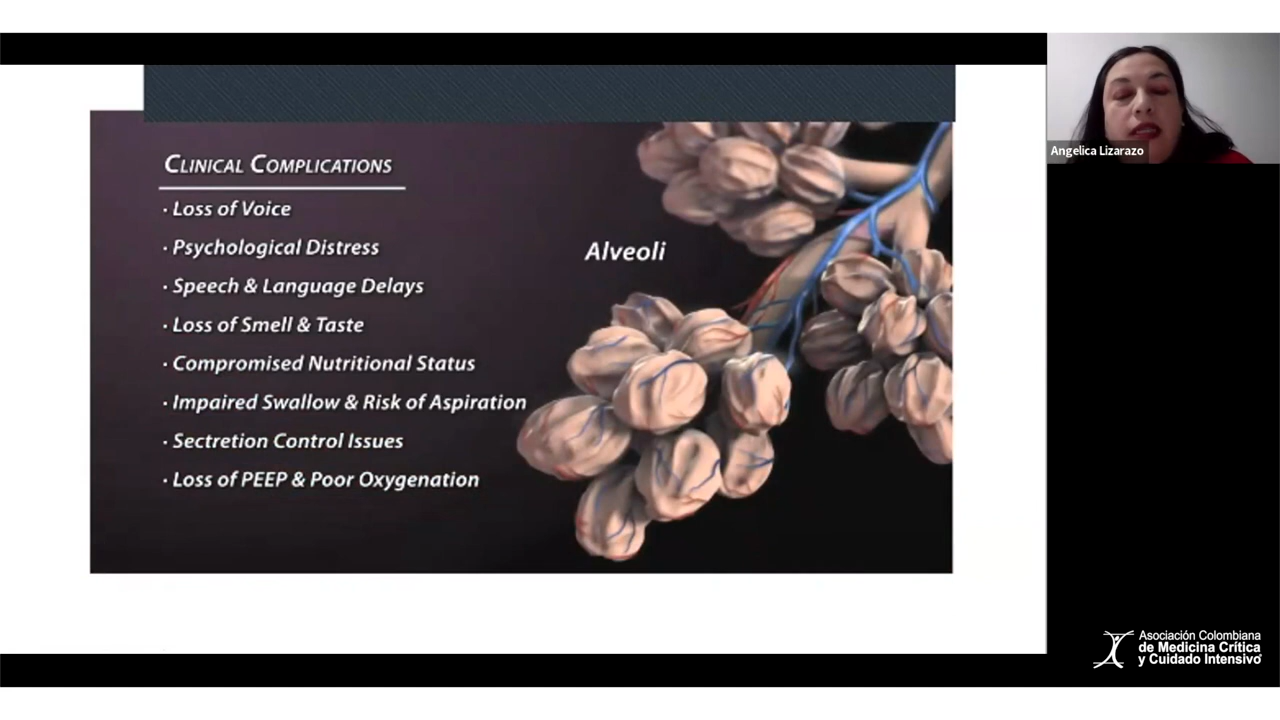 CLINICAL COMPLICATIONS
· Loss of Voice
· Psychological Distress
· Speech & Language Delays
· Loss of Smell & Taste
· Compromised Nutritional Status
· Impaired Swallow & Risk of Aspiration
· Sectretion Control Issues
· Loss of PEEP & Poor Oxygenation
Alveoli
Angelica Lizarazo
Asociación Colombiana
de Medicina Crítica
y Cuidado Intensivo